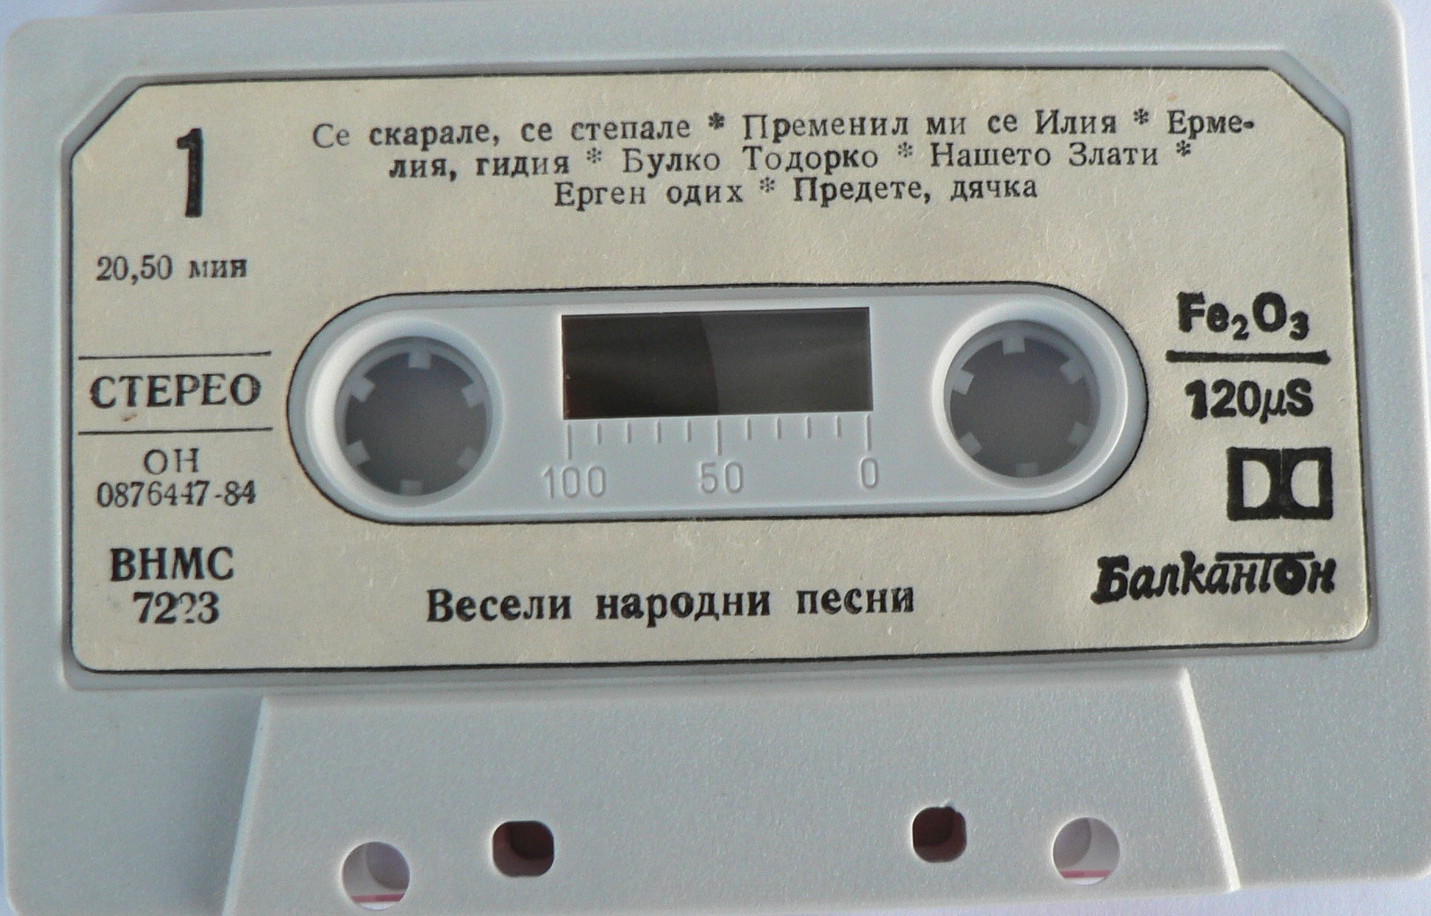 1
Се скарале, се степале * Пременил ми се Илия * Ерме-
лия, гидия * Булко Тодорко * Нашето Злати *
Ерген одих * Предете, дячка
20,50 мин
СТЕРЕО
ОН
0876447-84
ВНМС
Fe₂O₃
120µS
100 50 0
Весели народни песни
Балкантон